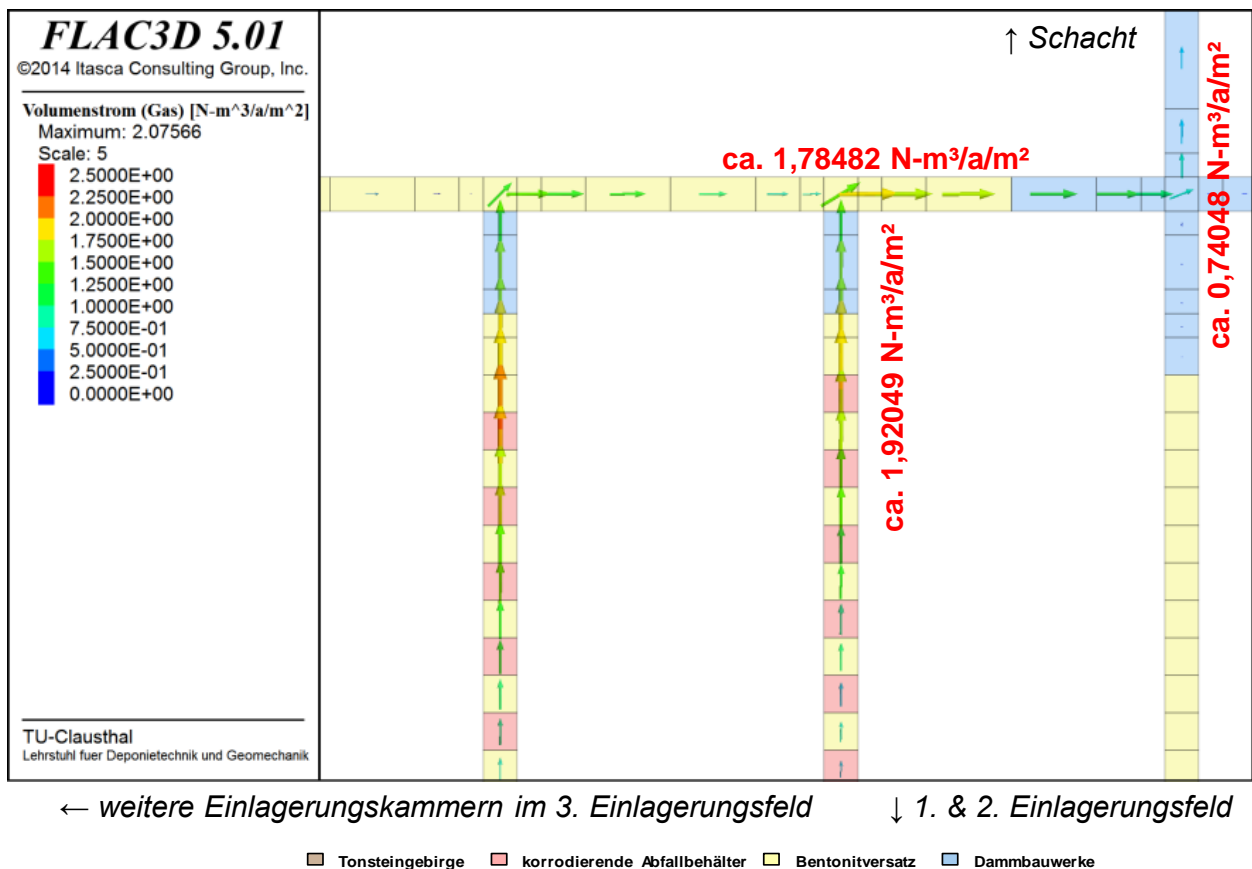 FLAC3D 5.01
©2014 Itasca Consulting Group, Inc.
Volumenstrom (Gas) [N-m^3/a/m^2]
Maximum: 2.07566
Scale: 5
2.5000E+00
2.2500E+00
2.0000E+00
1.7500E+00
1.5000E+00
1.2500E+00
1.0000E+00
7.5000E-01
5.0000E-01
2.5000E-01
0.0000E+00
TU-Clausthal
Lehrstuhl fuer Deponietechnik und Geomechanik
↑ Schacht
ca. 1,78482 N-m³/a/m²
ca. 1,92049 N-m³/a/m²
ca. 0,74048 N-m³/a/m²
← weitere Einlagerungskammern im 3. Einlagerungsfeld
↓ 1. & 2. Einlagerungsfeld
Tonsteingebirge
korrodierende Abfallbehälter
Bentonitversatz
Dammbauwerke